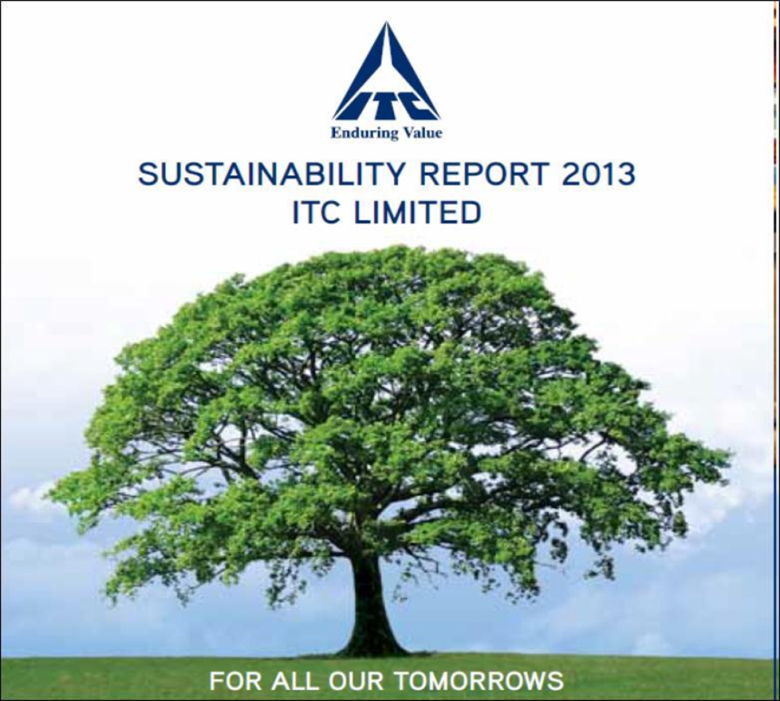 ITC
Enduring Value
SUSTAINABILITY REPORT 2013
ITC LIMITED
FOR ALL OUR TOMORROWS